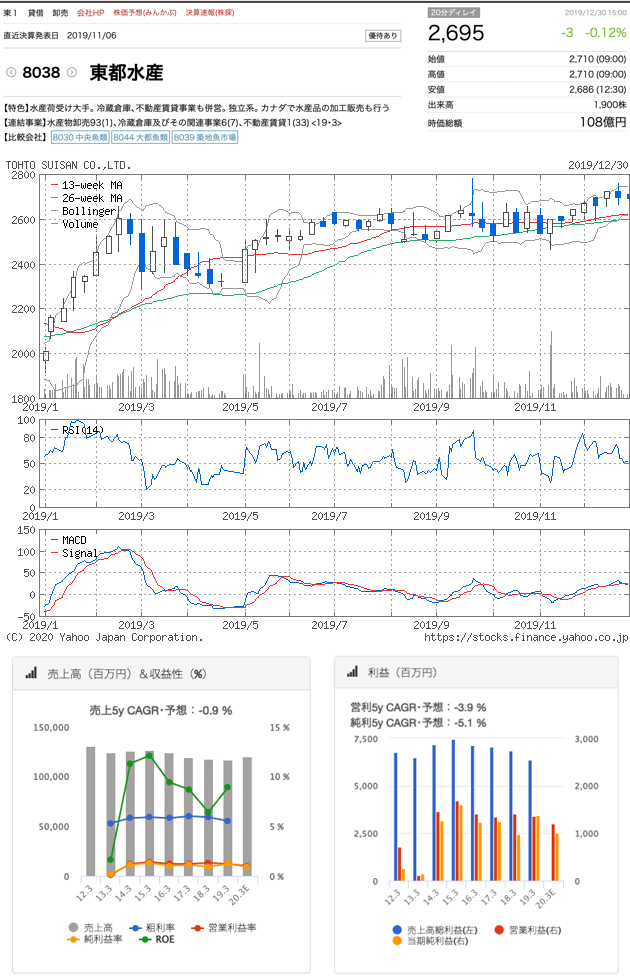 東１ 貸借 卸売 会社HP 株価予想(みんかぶ) 決算速報(株探)
直近決算発表日 2019/11/06
優待あり
8038 東都水産
【特色】水産荷受け大手。冷蔵倉庫、不動産賃貸事業も併営。独立系。カナダで水産品の加工販売も行う
【連結事業】水産物卸売93(1)、冷蔵倉庫及びその関連事業6(7)、不動産賃貸1(33) <19・3>
【比較会社】 8030 中央魚類 8044 大都魚類 8039 築地魚市場
20分ディレイ 2019/12/30 15:00
2,695 -3 -0.12%
始値 2,710 (09:00)
高値 2,710 (09:00)
安値 2,686 (12:30)
出来高 1,900株
時価総額 108億円
TOHTO SUISAN CO.,LTD. 2019/12/30
2800
2600
2400
2200
2000
1800
13-week MA
26-week MA
Bollinger
Volume
2019/1 2019/3 2019/5 2019/7 2019/9 2019/11
100
80
50
20
0
RSI(14)
2019/1 2019/3 2019/5 2019/7 2019/9 2019/11
150
100
50
0
-50
MACD
Signal
2019/1 2019/3 2019/5 2019/7 2019/9 2019/11
(C) 2020 Yahoo Japan Corporation. https://stocks.finance.yahoo.co.jp
売上高（百万円）＆収益性（%）
売上5y CAGR・予想：-0.9 %
150,000
100,000
50,000
0
15 %
10 %
5 %
0 %
12.3 13.3 14.3 15.3 16.3 17.3 18.3 19.3 20.3E
売上高 粗利率 営業利益率
純利益率 ROE
利益（百万円）
営利5y CAGR・予想：-3.9 %
純利5y CAGR・予想：-5.1 %
7,500
5,000
2,500
0
3,000
2,000
1,000
0
12.3 13.3 14.3 15.3 16.3 17.3 18.3 19.3 20.3E
売上高総利益(左) 営業利益(右)
当期純利益(右)